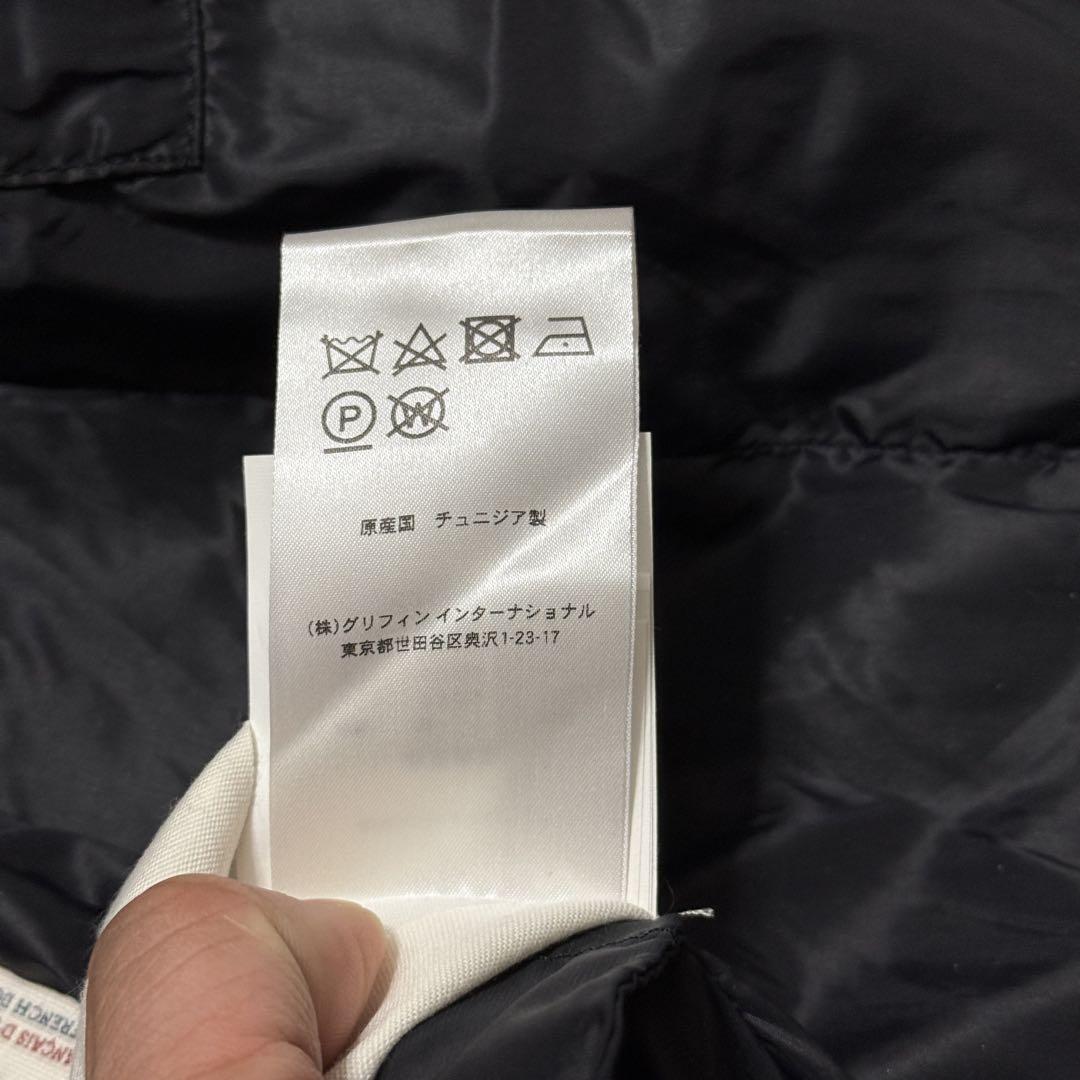 P W
原産国　チュニジア製
(株)グリフィン インターナショナル
東京都世田谷区奥沢1-23-17
FRENCH